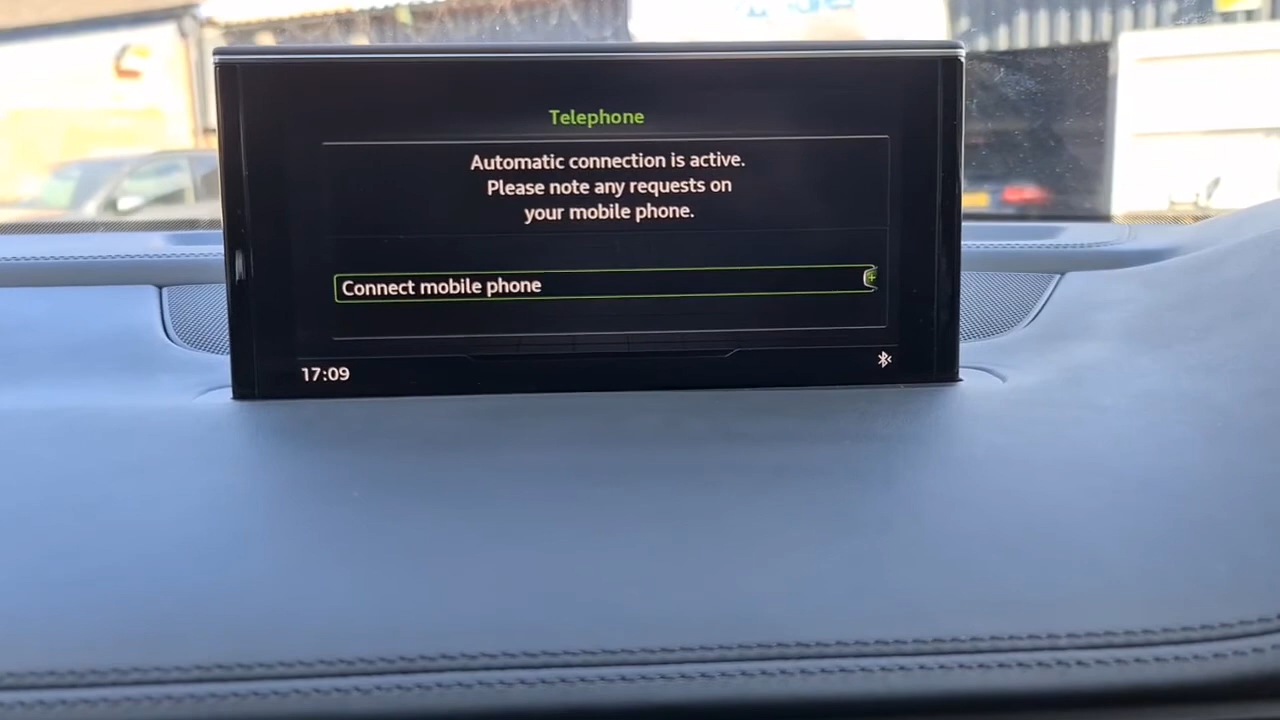 Telephone
Automatic connection is active.
Please note any requests on
your mobile phone.
Connect mobile phone
17:09